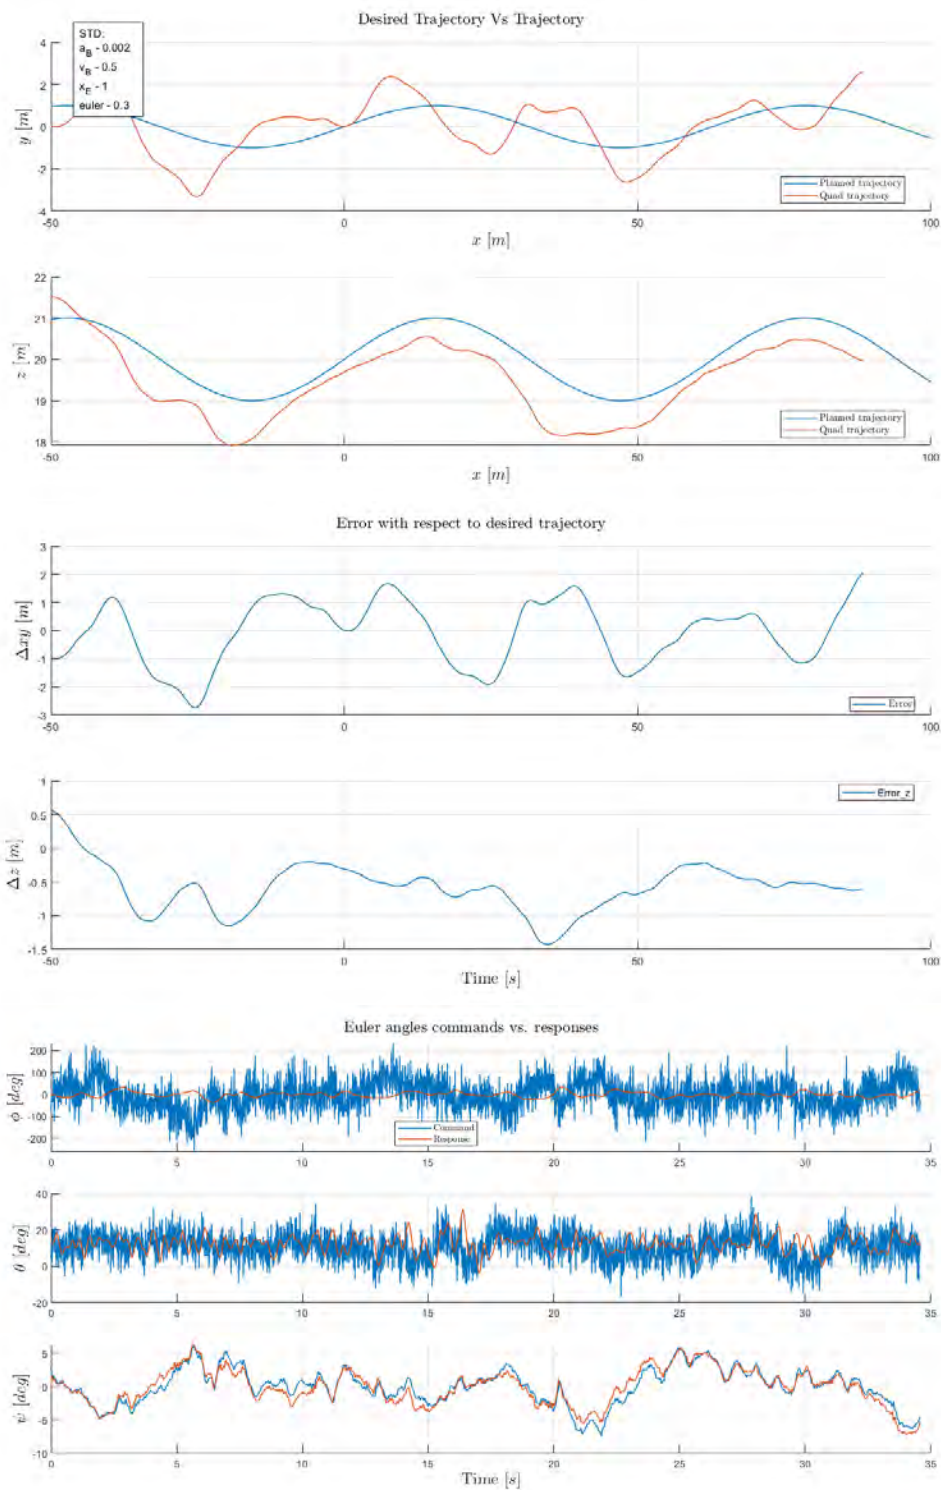 Desired Trajectory Vs Trajectory
STD:
a_B - 0.002
v_B - 0.5
x_E - 1
euler - 0.3
4
2
0
-2
-4
y [m]
Planned trajectory
Quad trajectory
-50 0 50 100
x [m]
22
21
20
19
18
z [m]
Planned trajectory
Quad trajectory
-50 0 50 100
x [m]
Error with respect to desired trajectory
3
2
1
0
-1
-2
-3
Δxy [m]
Error
-50 0 50 100
1
0.5
0
-0.5
-1
-1.5
Δz [m]
Error_z
-50 0 50 100
Time [s]
Euler angles commands vs. responses
200
100
0
-100
-200
ϕ [deg]
Command
Response
0 5 10 15 20 25 30 35
40
20
0
-20
θ [deg]
0 5 10 15 20 25 30 35
5
0
-5
-10
ψ [deg]
0 5 10 15 20 25 30 35
Time [s]